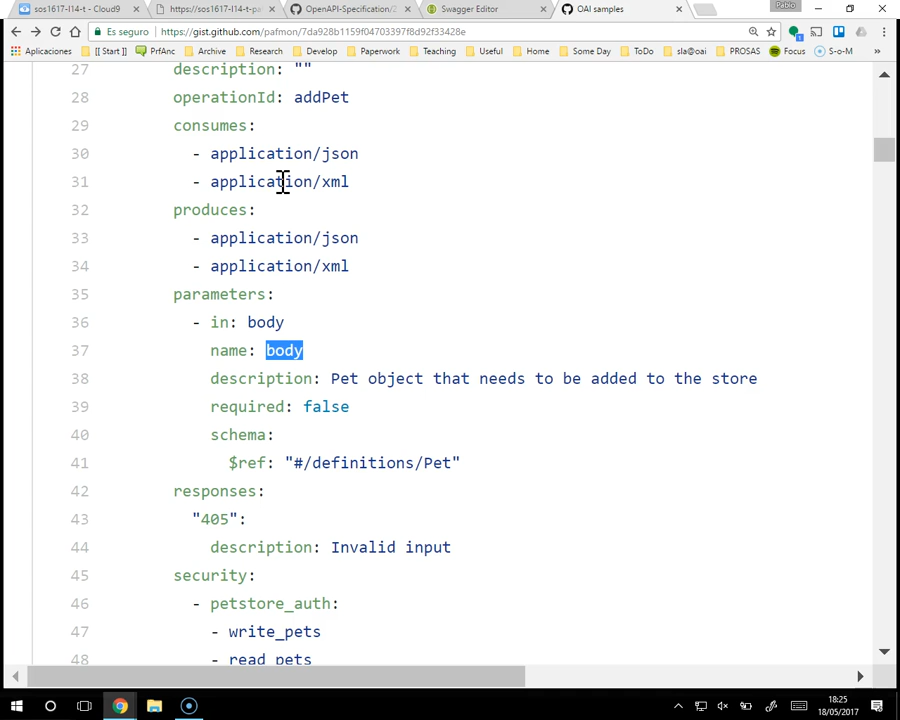 sos1617-l14-t - Cloud9
https://sos1617-l14-t-pa
OpenAPI-Specification/2
Swagger Editor
OAI samples
Pablo
Es seguro
https://gist.github.com/pafmon/7da928b1159f04703397f8d92f33428e
Aplicaciones
[[ Start ]]
PrfAnc
Archive
Research
Develop
Paperwork
Teaching
Useful
Home
Some Day
ToDo
sla@oai
PROSAS
Focus
S-o-M
»
27 description: ""
28 operationId: addPet
29 consumes:
30 - application/json
31 - application/xml
32 produces:
33 - application/json
34 - application/xml
35 parameters:
36 - in: body
37 name: body
38 description: Pet object that needs to be added to the store
39 required: false
40 schema:
41 $ref: "#/definitions/Pet"
42 responses:
43 "405":
44 description: Invalid input
45 security:
46 - petstore_auth:
47 - write_pets
48 - read_pets
18:25
18/05/2017